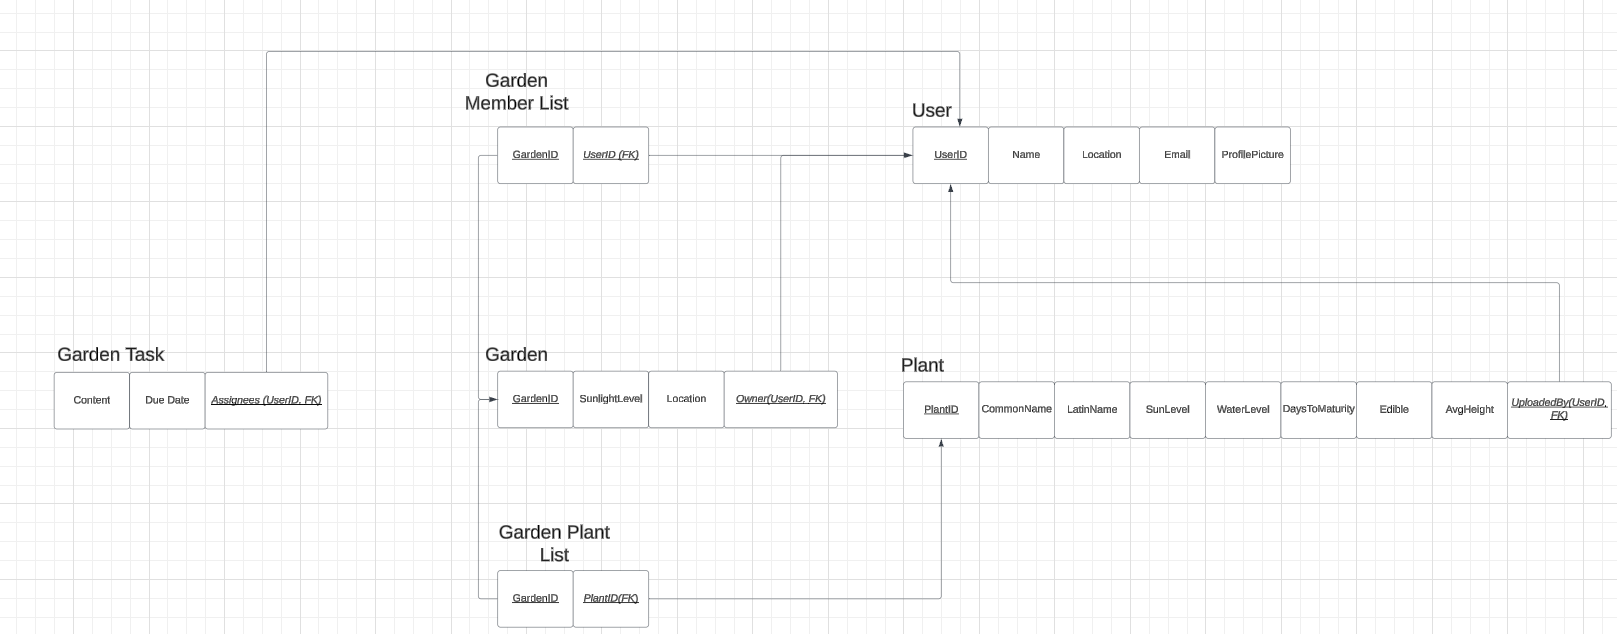 Garden
Member List
GardenID
UserID (FK)
User
UserID
Name
Location
Email
ProfilePicture
Garden Task
Content
Due Date
Assignees (UserID, FK)
Garden
GardenID
SunlightLevel
Location
Owner(UserID, FK)
Plant
PlantID
CommonName
LatinName
SunLevel
WaterLevel
DaysToMaturity
Edible
AvgHeight
UploadedBy(UserID,
FK)
Garden Plant
List
GardenID
PlantID(FK)